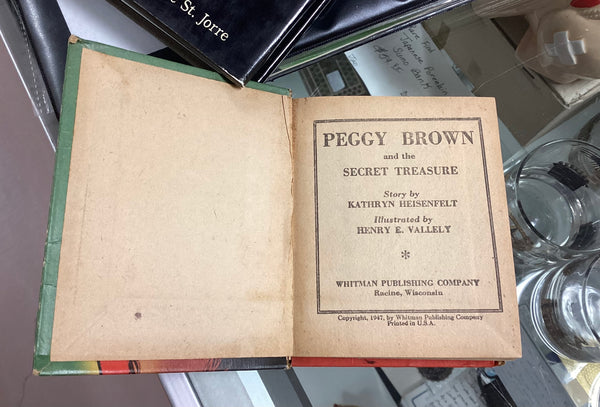 St. Jorre
PEGGY BROWN
and the
SECRET TREASURE
Story by
KATHRYN HEISENFELT
Illustrated by
HENRY E. VALLELY
*
WHITMAN PUBLISHING COMPANY
Racine, Wisconsin
Copyright, 1947, by Whitman Publishing Company
Printed in U.S.A.